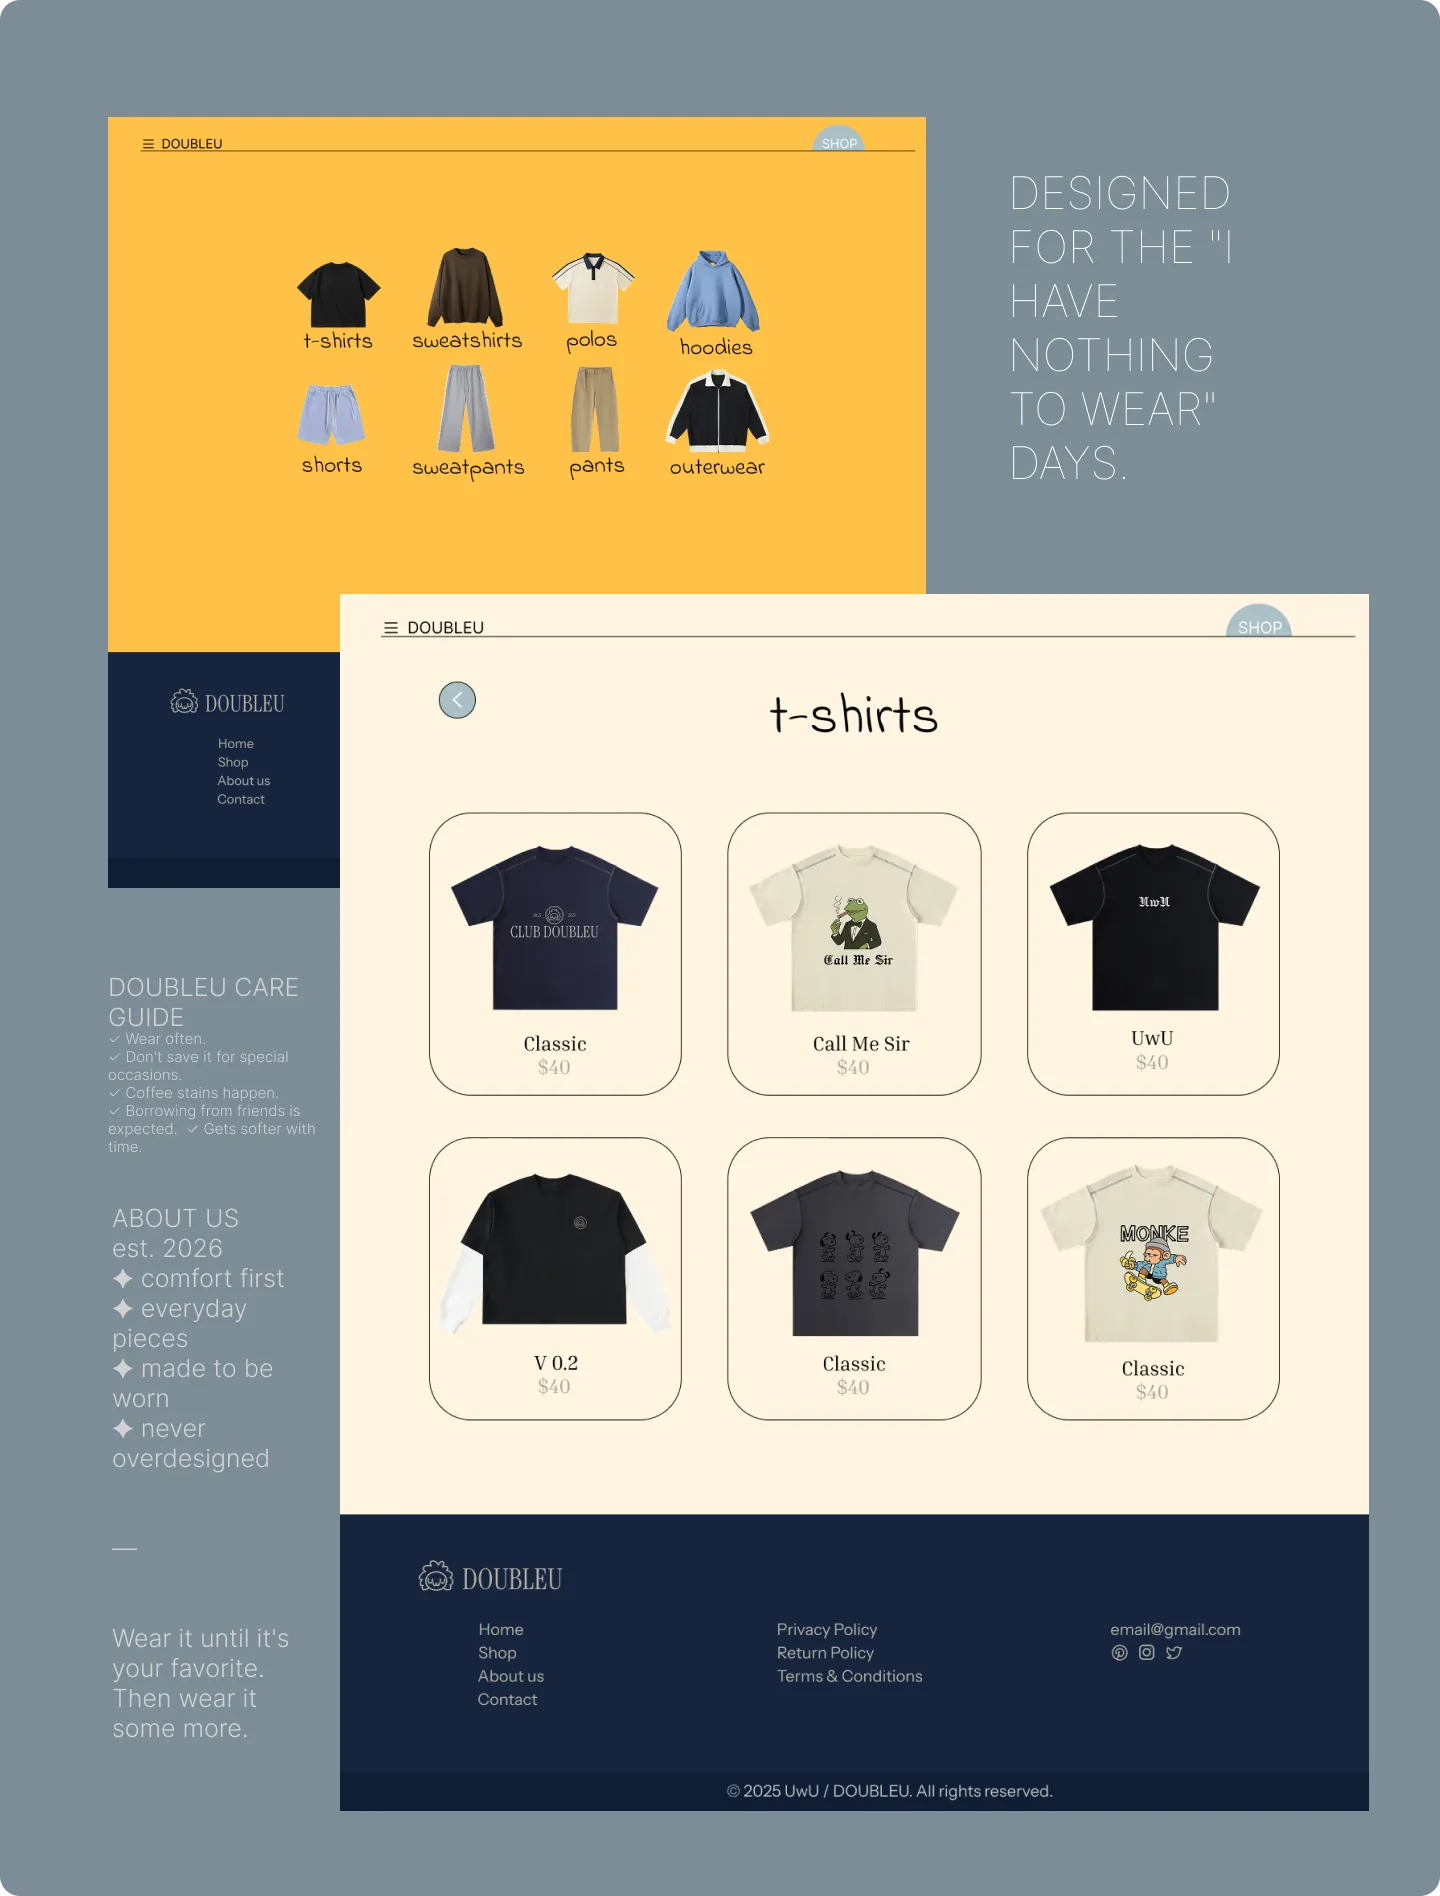 DOUBLEU
SHOP
t-shirts
sweatshirts
polos
hoodies
shorts
sweatpants
pants
outerwear
DOUBLEU
Home
Shop
About us
Contact
DESIGNED
FOR THE "I
HAVE
NOTHING
TO WEAR"
DAYS.
DOUBLEU CARE
GUIDE
✓ Wear often.
✓ Don't save it for special
occasions.
✓ Coffee stains happen.
✓ Borrowing from friends is
expected. ✓ Gets softer with
time.
ABOUT US
est. 2026
✦ comfort first
✦ everyday
pieces
✦ made to be
worn
✦ never
overdesigned
—
Wear it until it's
your favorite.
Then wear it
some more.
DOUBLEU
SHOP
t-shirts
CLUB DOUBLEU
Classic
$40
Call Me Sir
Call Me Sir
$40
UwU
UwU
$40
V 0.2
$40
Classic
$40
MONKE
Classic
$40
DOUBLEU
Home
Shop
About us
Contact
Privacy Policy
Return Policy
Terms & Conditions
email@gmail.com
© 2025 UwU / DOUBLEU. All rights reserved.